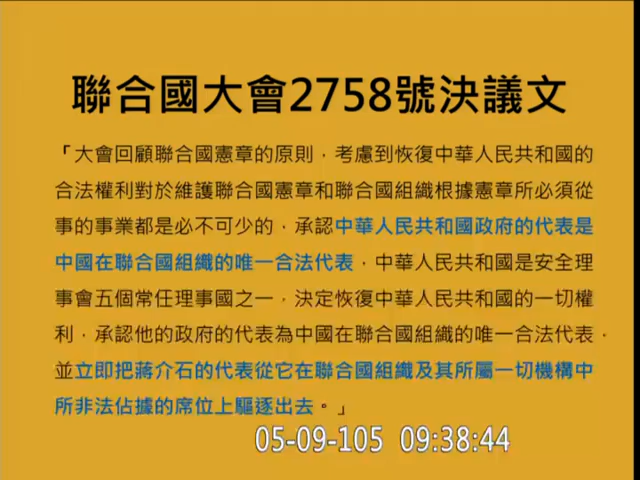 聯合國大會2758號決議文
「大會回顧聯合國憲章的原則，考慮到恢復中華人民共和國的
合法權利對於維護聯合國憲章和聯合國組織根據憲章所必須從
事的事業都是必不可少的，承認中華人民共和國政府的代表是
中國在聯合國組織的唯一合法代表，中華人民共和國是安全理
事會五個常任理事國之一，決定恢復中華人民共和國的一切權
利，承認他的政府的代表為中國在聯合國組織的唯一合法代表，
並立即把蔣介石的代表從它在聯合國組織及其所屬一切機構中
所非法佔據的席位上驅逐出去。」
05-09-105 09:38:44